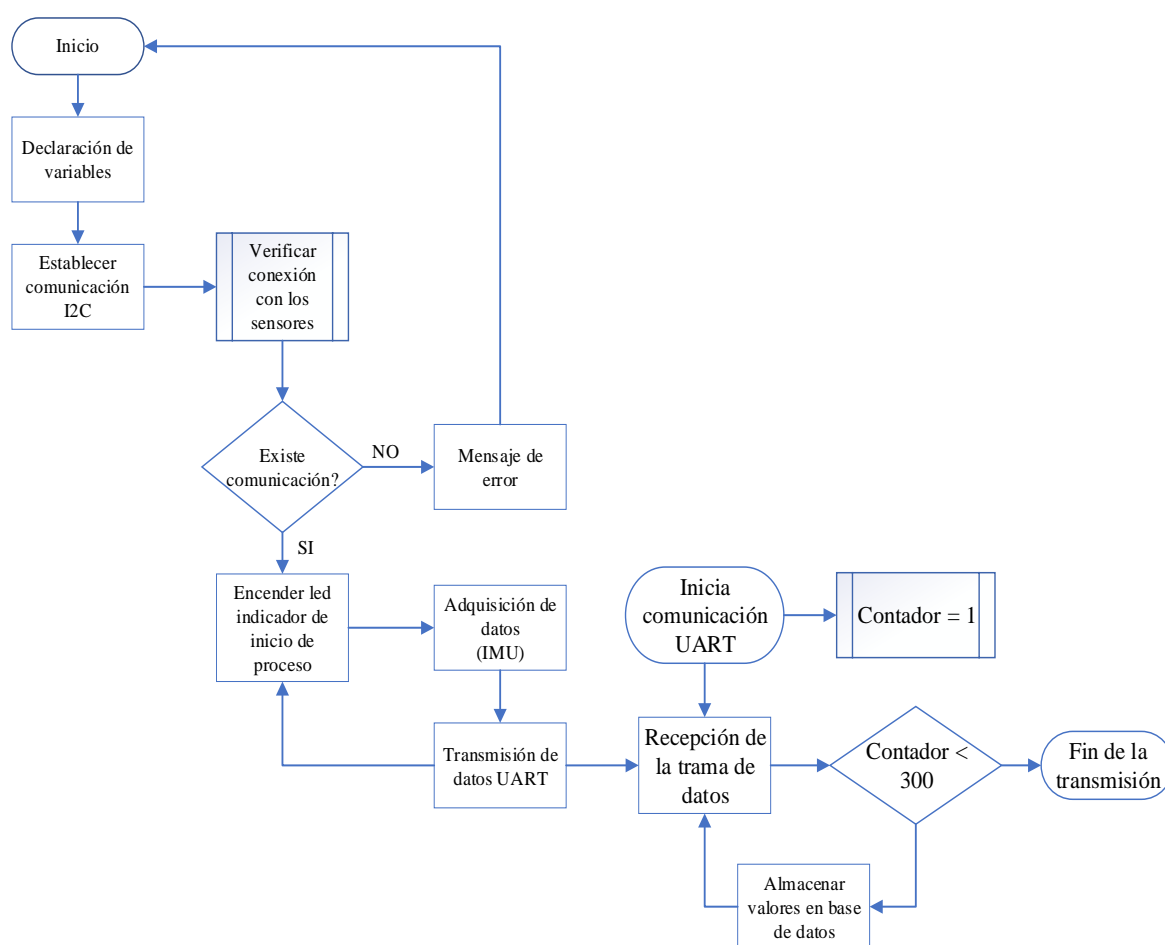 Inicio
Declaración de
variables
Establecer
comunicación
I2C
Verificar
conexión
con los
sensores
Existe
comunicación?
NO
Mensaje de
error
SI
Encender led
indicador de
inicio de
proceso
Adquisición de
datos
(IMU)
Transmisión de
datos UART
Inicia
comunicación
UART
Contador = 1
Recepción de
la trama de
datos
Contador <
300
Fin de la
transmisión
Almacenar
valores en base
de datos